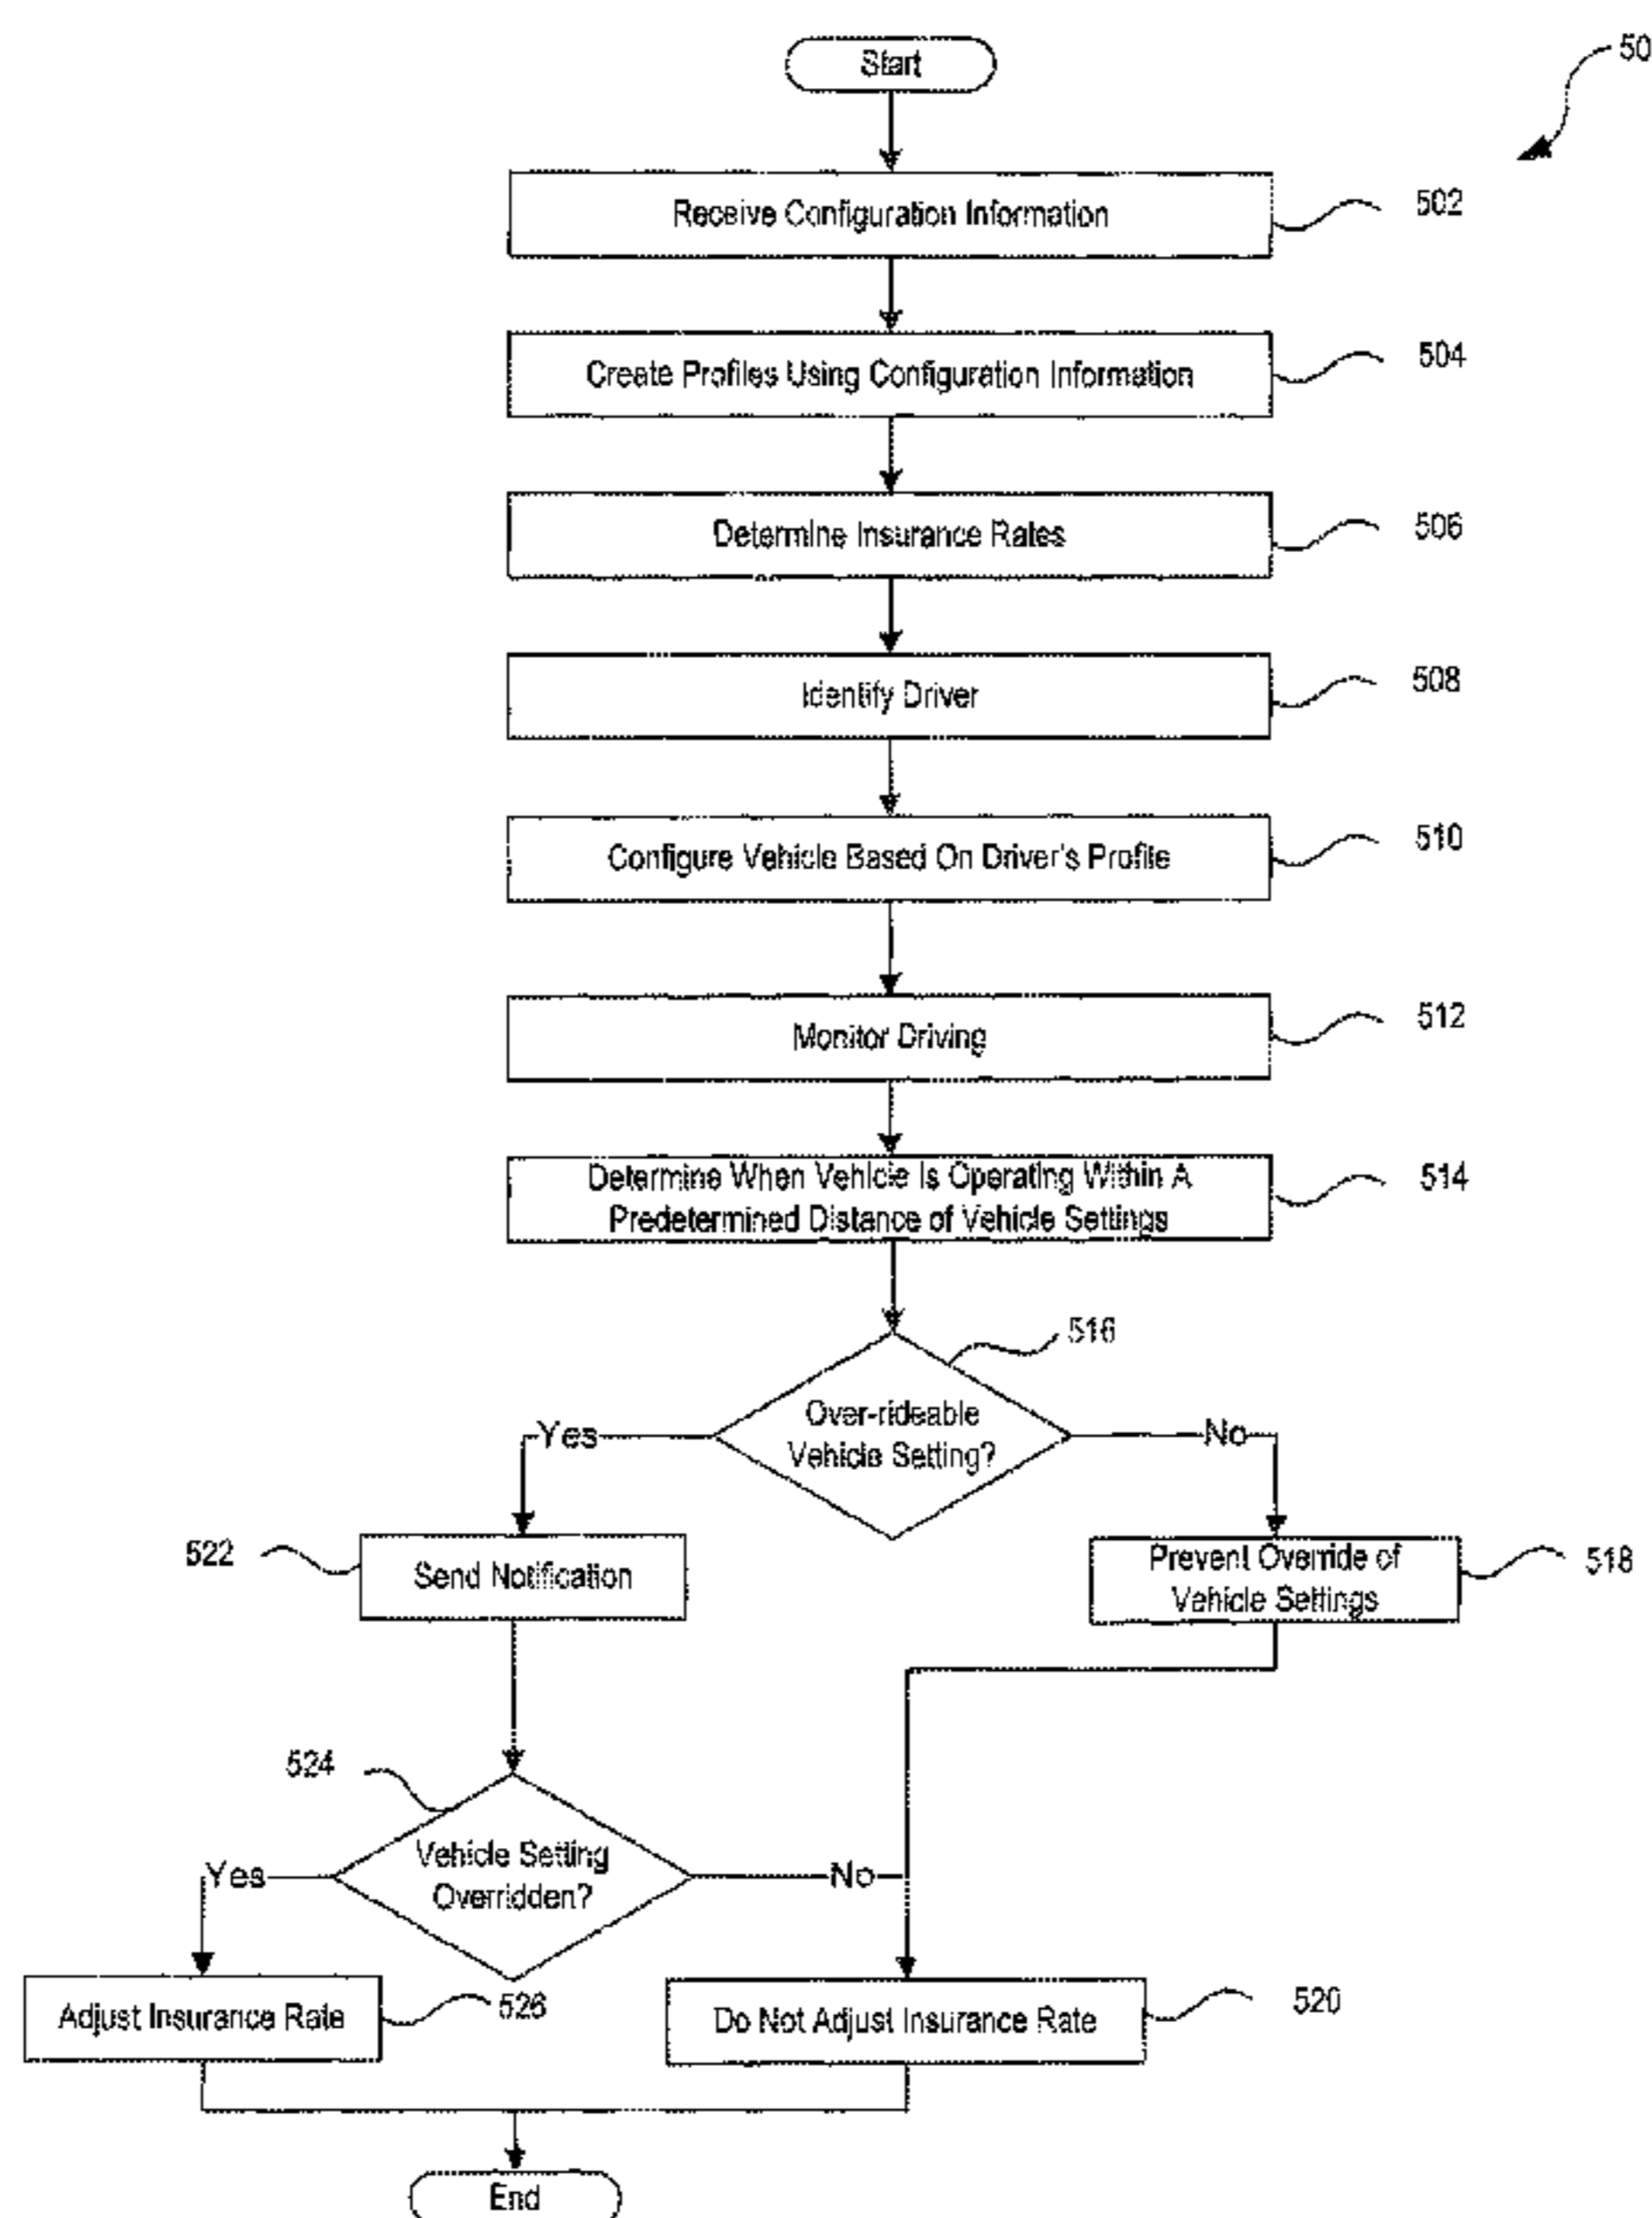 Start
50
Receive Configuration Information
502
Create Profiles Using Configuration Information
504
Determine Insurance Rates
506
Identify Driver
508
Configure Vehicle Based On Driver's Profile
510
Monitor Driving
512
Determine When Vehicle Is Operating Within A
Predetermined Distance of Vehicle Settings
514
516
Over-rideable
Vehicle Setting?
Yes
No
522
Send Notification
Prevent Override of
Vehicle Settings
518
524
Vehicle Setting
Overridden?
Yes
No
Adjust Insurance Rate
526
Do Not Adjust Insurance Rate
520
End